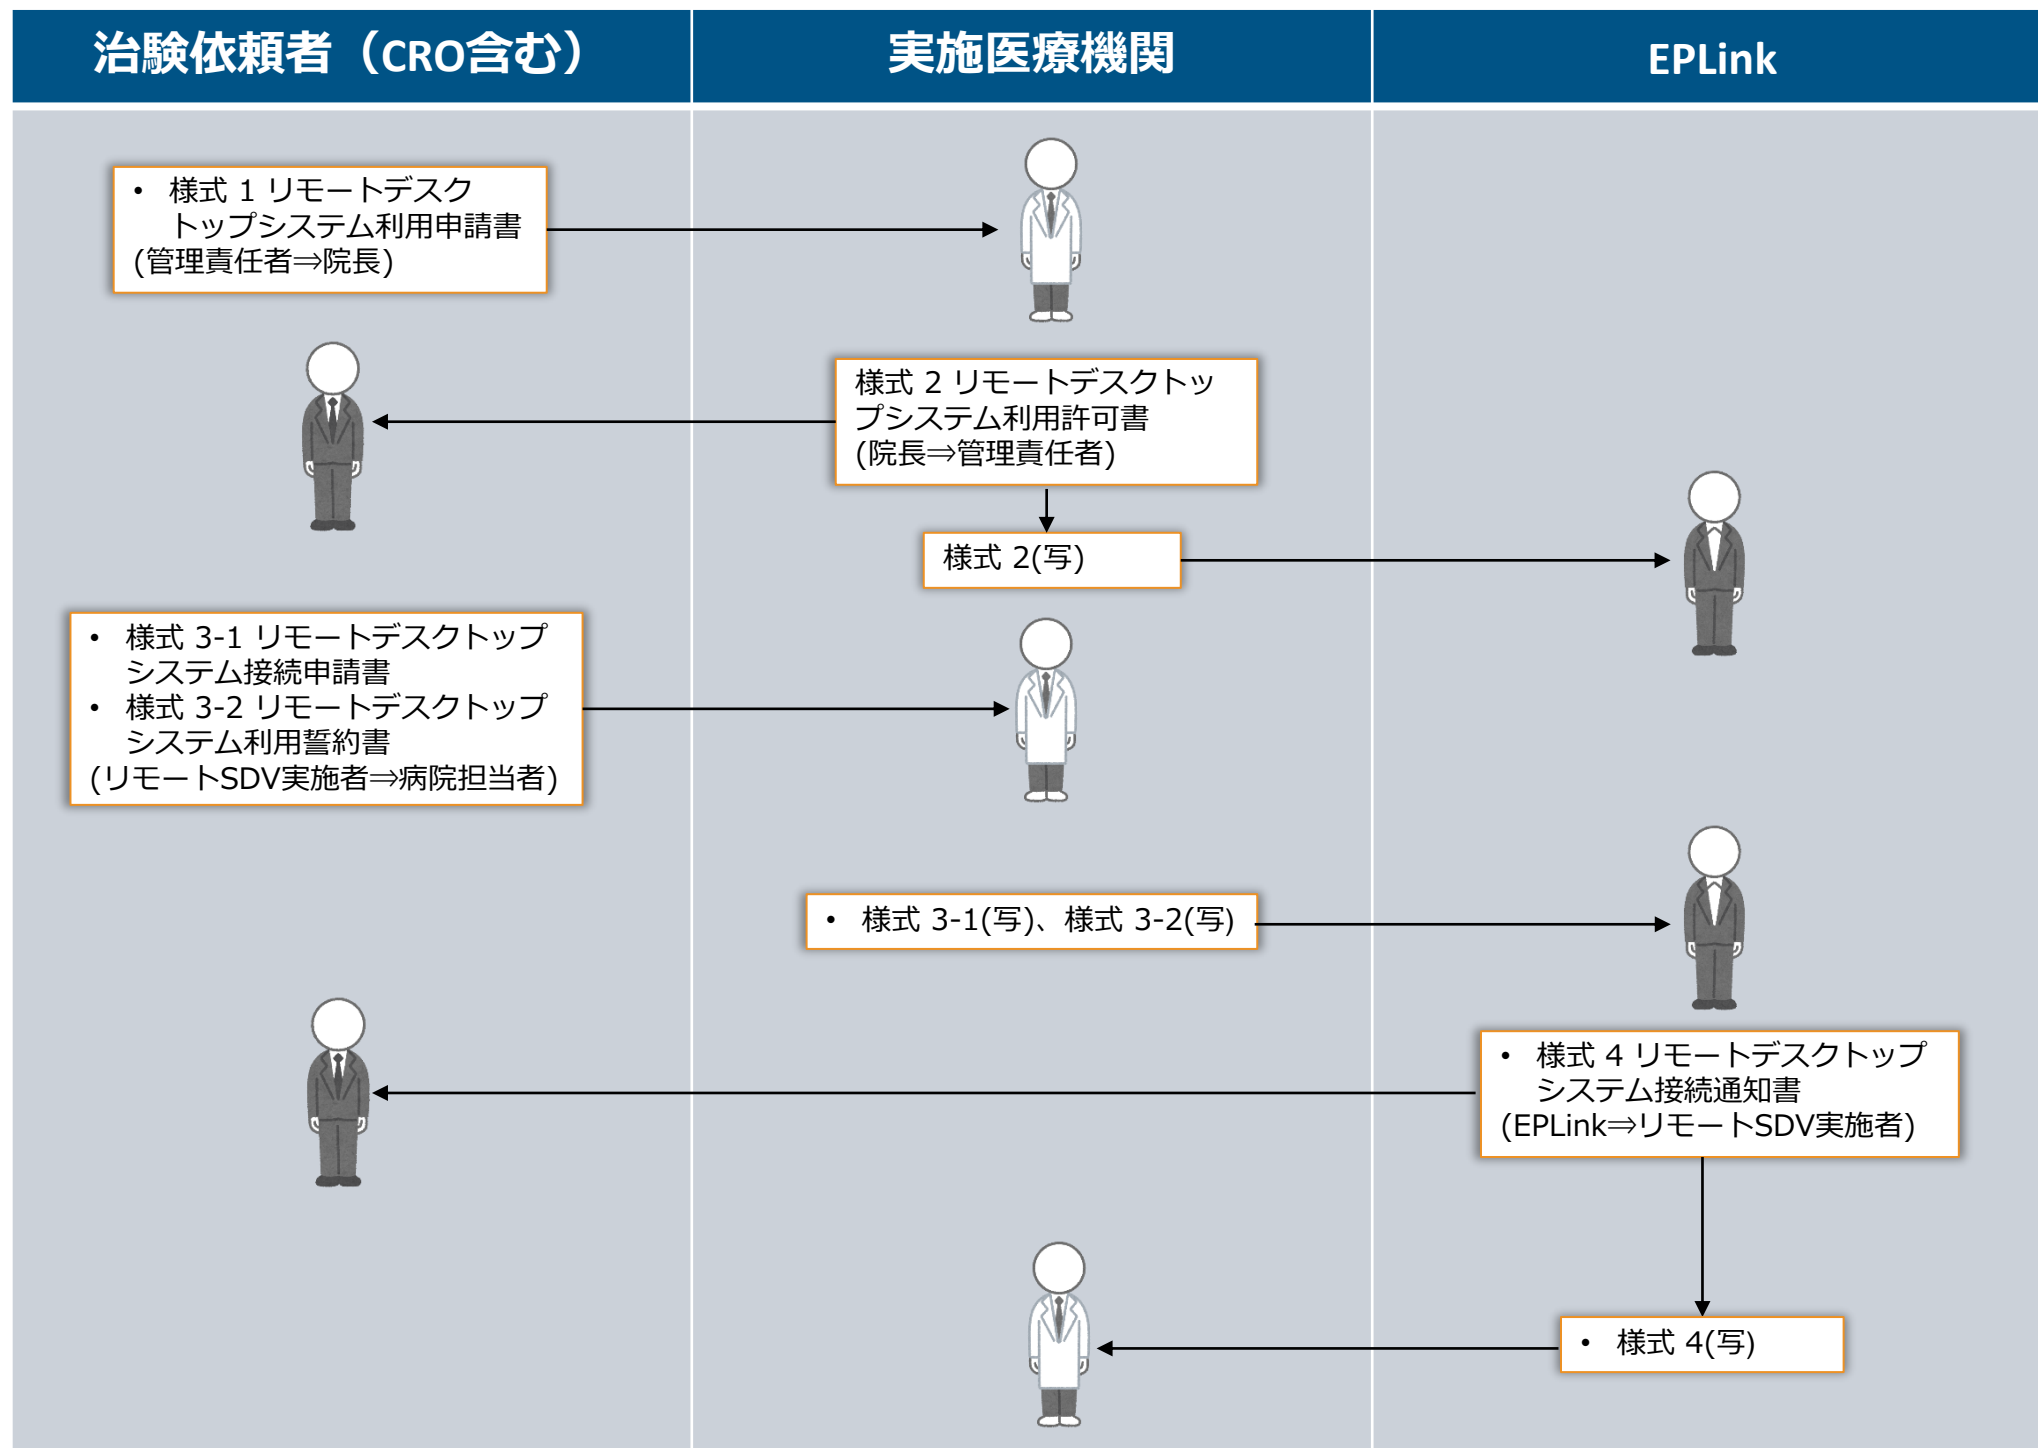 治験依頼者（CRO含む）
実施医療機関
EPLink
• 様式 1 リモートデスク
トップシステム利用申請書
(管理責任者⇒院長)
様式 2 リモートデスクトッ
プシステム利用許可書
(院長⇒管理責任者)
様式 2(写)
• 様式 3-1 リモートデスクトップ
システム接続申請書
• 様式 3-2 リモートデスクトップ
システム利用誓約書
(リモートSDV実施者⇒病院担当者)
• 様式 3-1(写)、様式 3-2(写)
• 様式 4 リモートデスクトップ
システム接続通知書
(EPLink⇒リモートSDV実施者)
• 様式 4(写)